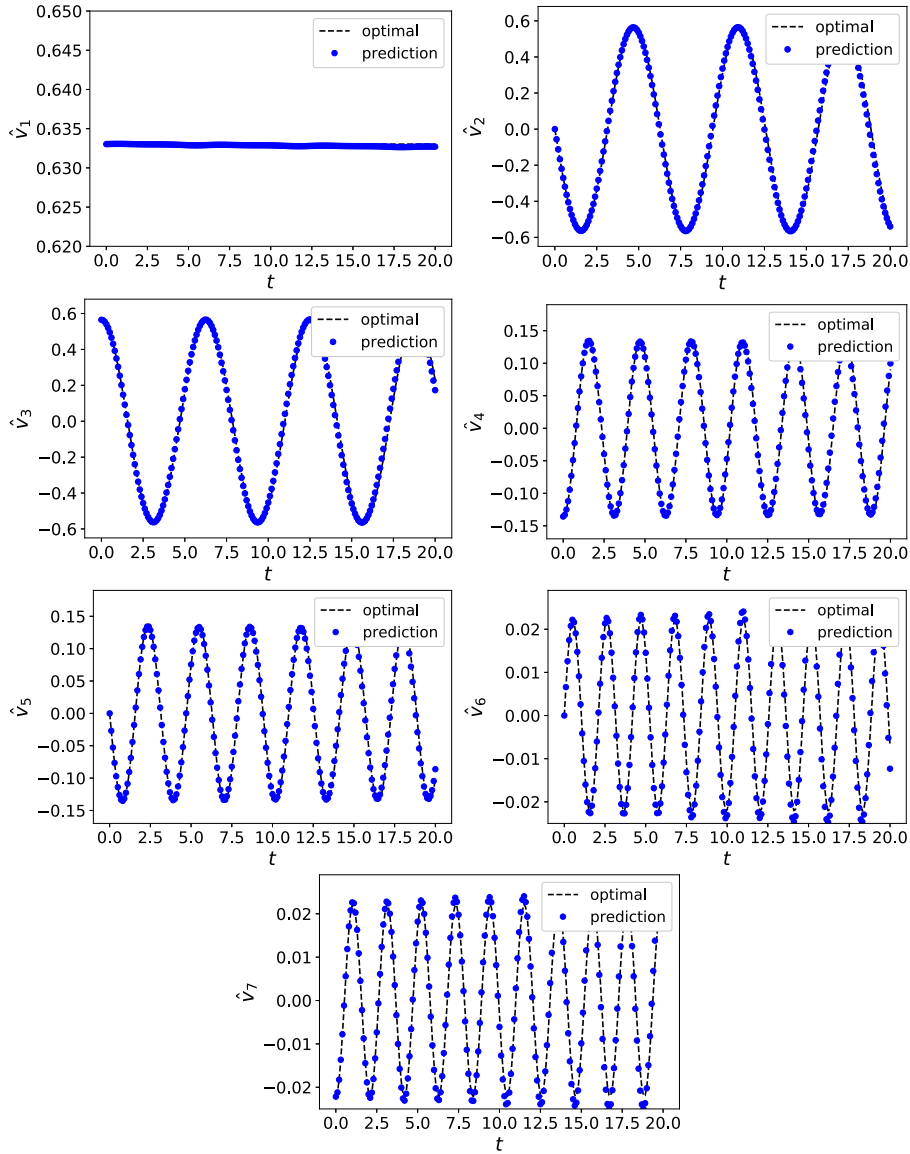 0.650
0.645
0.640
0.635
0.630
0.625
0.620
v̂₁
optimal
prediction
0.0 2.5 5.0 7.5 10.0 12.5 15.0 17.5 20.0
t
0.6
0.4
0.2
0.0
−0.2
−0.4
−0.6
v̂₂
optimal
prediction
0.0 2.5 5.0 7.5 10.0 12.5 15.0 17.5 20.0
t
0.6
0.4
0.2
0.0
−0.2
−0.4
−0.6
v̂₃
optimal
prediction
0.0 2.5 5.0 7.5 10.0 12.5 15.0 17.5 20.0
t
0.15
0.10
0.05
0.00
−0.05
−0.10
−0.15
v̂₄
optimal
prediction
0.0 2.5 5.0 7.5 10.0 12.5 15.0 17.5 20.0
t
0.15
0.10
0.05
0.00
−0.05
−0.10
−0.15
v̂₅
optimal
prediction
0.0 2.5 5.0 7.5 10.0 12.5 15.0 17.5 20.0
t
0.02
0.01
0.00
−0.01
−0.02
v̂₆
optimal
prediction
0.0 2.5 5.0 7.5 10.0 12.5 15.0 17.5 20.0
t
0.02
0.01
0.00
−0.01
−0.02
v̂₇
optimal
prediction
0.0 2.5 5.0 7.5 10.0 12.5 15.0 17.5 20.0
t